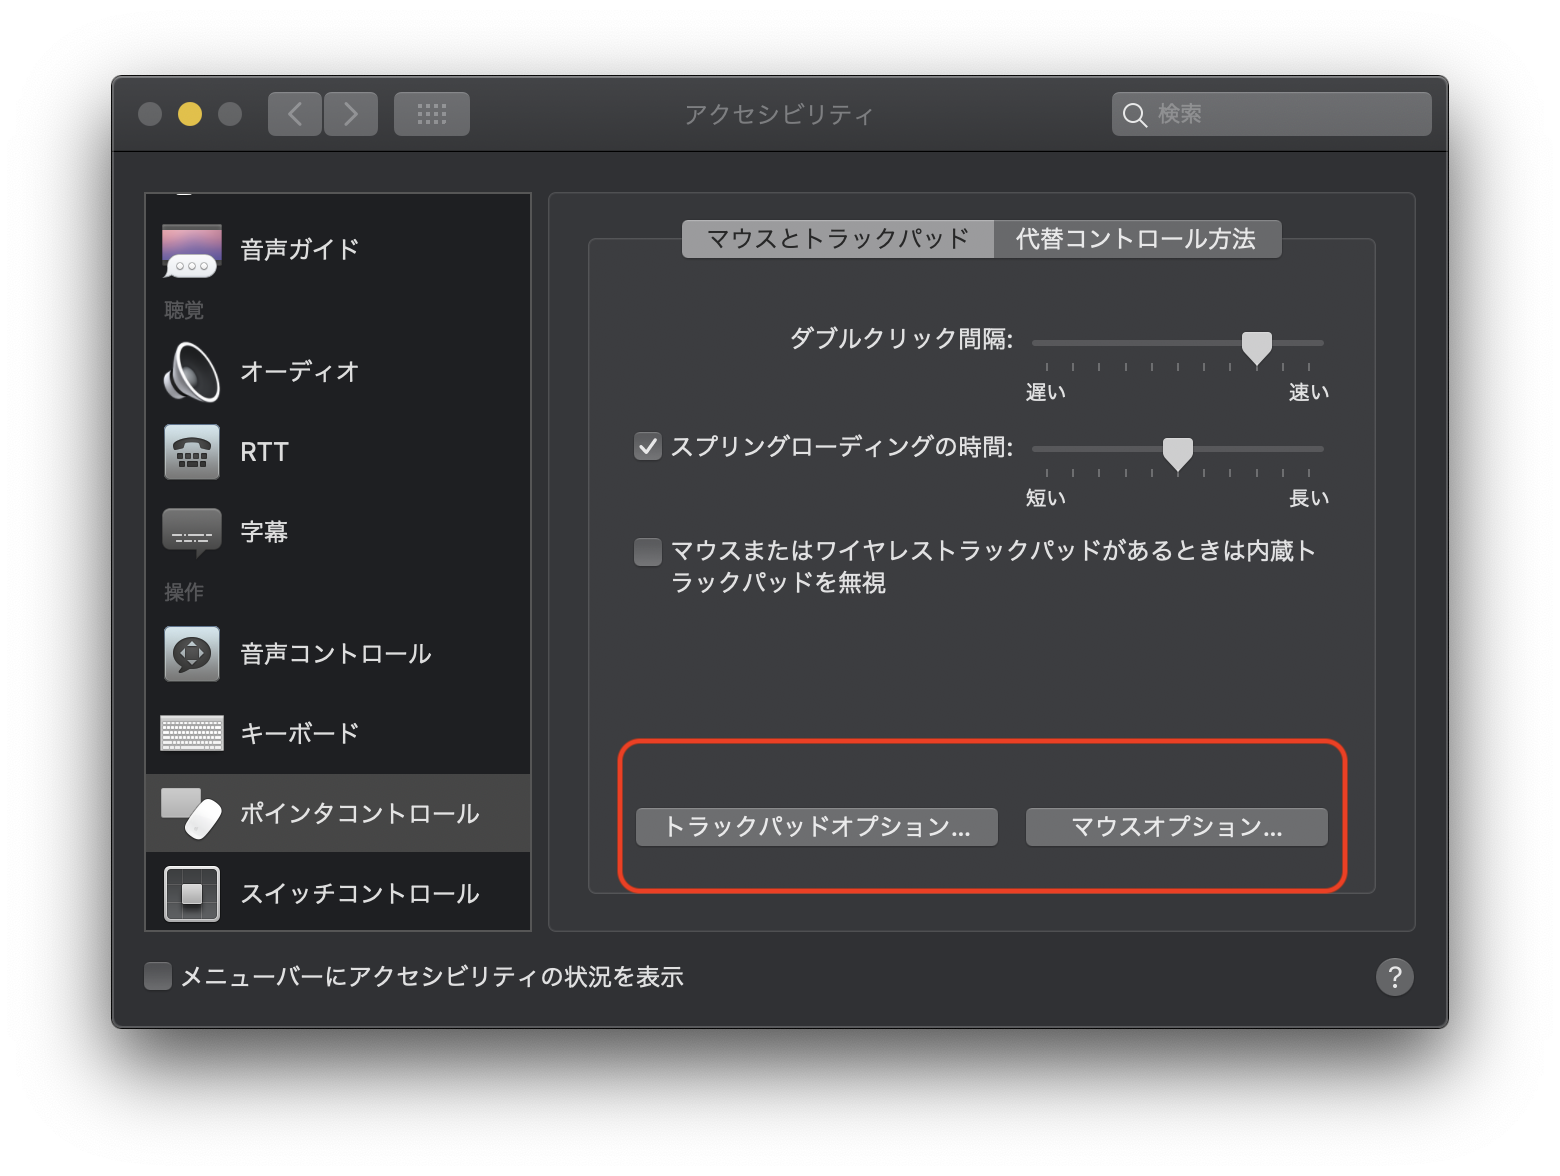 アクセシビリティ
検索
音声ガイド
聴覚
オーディオ
RTT
字幕
操作
音声コントロール
キーボード
ポインタコントロール
スイッチコントロール
マウスとトラックパッド
代替コントロール方法
ダブルクリック間隔:
遅い
速い
スプリングローディングの時間:
短い
長い
マウスまたはワイヤレストラックパッドがあるときは内蔵ト
ラックパッドを無視
トラックパッドオプション...
マウスオプション...
メニューバーにアクセシビリティの状況を表示
?